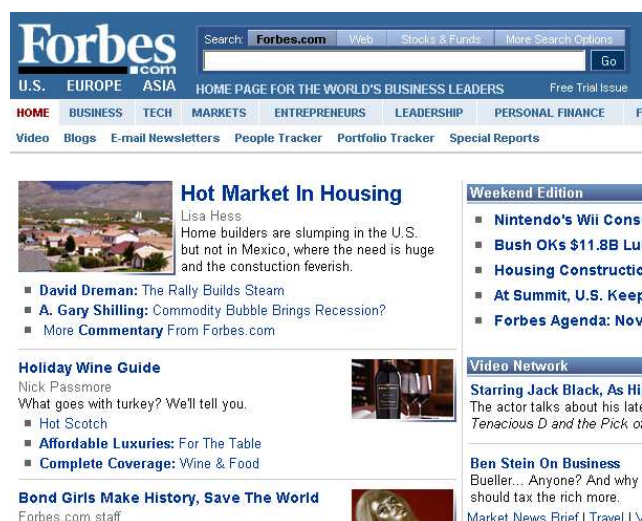 Forbes
.com
Search: Forbes.com Web Stocks & Funds More Search Options
Go
U.S. EUROPE ASIA HOME PAGE FOR THE WORLD'S BUSINESS LEADERS Free Trial Issue
HOME BUSINESS TECH MARKETS ENTREPRENEURS LEADERSHIP PERSONAL FINANCE F
Video Blogs E-mail Newsletters People Tracker Portfolio Tracker Special Reports
Hot Market In Housing
Lisa Hess
Home builders are slumping in the U.S.
but not in Mexico, where the need is huge
and the constuction feverish.
David Dreman: The Rally Builds Steam
A. Gary Shilling: Commodity Bubble Brings Recession?
More Commentary From Forbes.com
Holiday Wine Guide
Nick Passmore
What goes with turkey? We'll tell you.
Hot Scotch
Affordable Luxuries: For The Table
Complete Coverage: Wine & Food
Bond Girls Make History, Save The World
Forbes.com staff
Weekend Edition
Nintendo's Wii Cons
Bush OKs $11.8B Lu
Housing Constructio
At Summit, U.S. Keep
Forbes Agenda: Nov
Video Network
Starring Jack Black, As Hi
The actor talks about his late
Tenacious D and the Pick o
Ben Stein On Business
Bueller... Anyone? And why
should tax the rich more.
Market News Brief | Travel | V